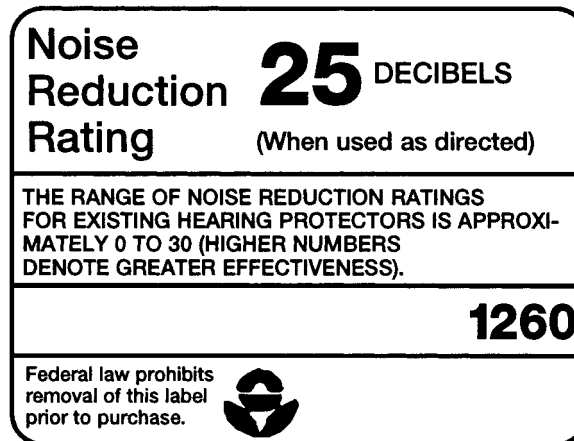 Noise
Reduction
Rating
25 DECIBELS
(When used as directed)
THE RANGE OF NOISE REDUCTION RATINGS
FOR EXISTING HEARING PROTECTORS IS APPROXI-
MATELY 0 TO 30 (HIGHER NUMBERS
DENOTE GREATER EFFECTIVENESS).
1260
Federal law prohibits
removal of this label
prior to purchase.